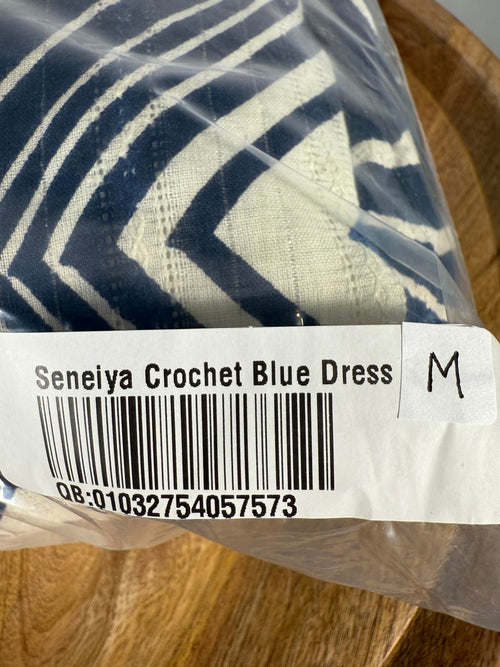 Seneiya Crochet Blue Dress M
QB:01032754057573